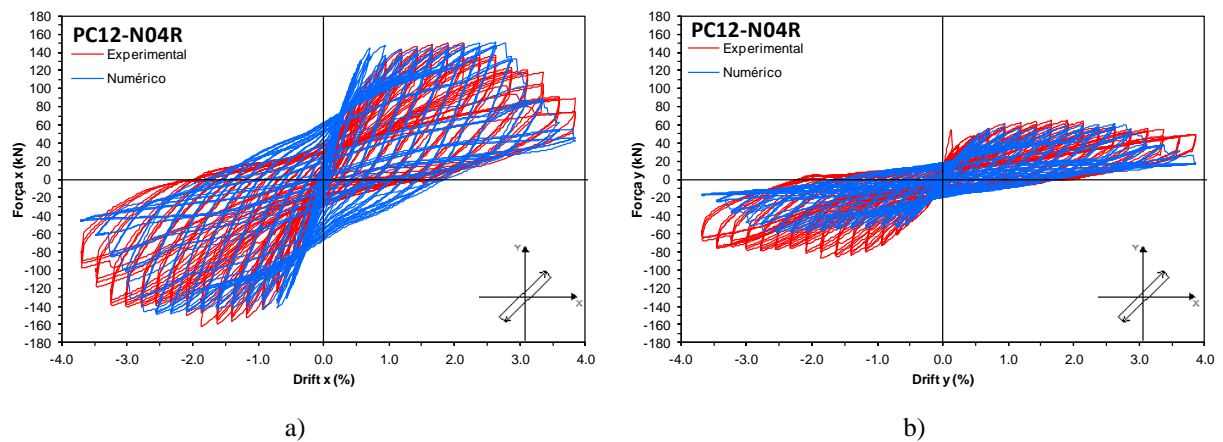 PC12-N04R
Experimental
Numérico
Força x (kN)
180
160
140
120
100
80
60
40
20
0
-20
-40
-60
-80
-100
-120
-140
-160
-180
-4.0 -3.0 -2.0 -1.0 0.0 1.0 2.0 3.0 4.0
Drift x (%)
Y
X
a)
PC12-N04R
Experimental
Numérico
Força y (kN)
180
160
140
120
100
80
60
40
20
0
-20
-40
-60
-80
-100
-120
-140
-160
-180
-4.0 -3.0 -2.0 -1.0 0.0 1.0 2.0 3.0 4.0
Drift y (%)
Y
X
b)